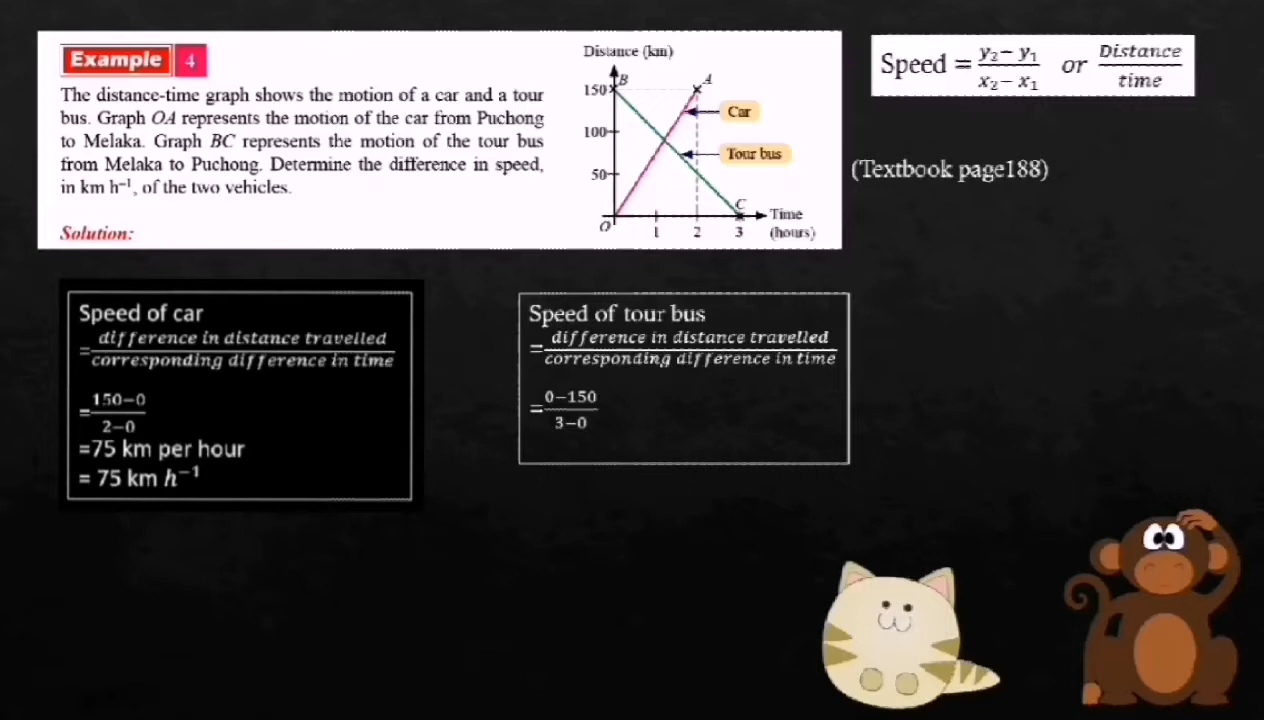 Example 4
The distance-time graph shows the motion of a car and a tour
bus. Graph OA represents the motion of the car from Puchong
to Melaka. Graph BC represents the motion of the tour bus
from Melaka to Puchong. Determine the difference in speed,
in km h⁻¹, of the two vehicles.
Solution:
Distance (km)
B
A
150
Car
100
Tour bus
50
C
O
1
2
3
Time
(hours)
Speed = y₂− y₁ / x₂− x₁ or Distance / time
(Textbook page188)
Speed of car
= difference in distance travelled / corresponding difference in time
= 150−0 / 2−0
=75 km per hour
= 75 km h⁻¹
Speed of tour bus
= difference in distance travelled / corresponding difference in time
= 0−150 / 3−0